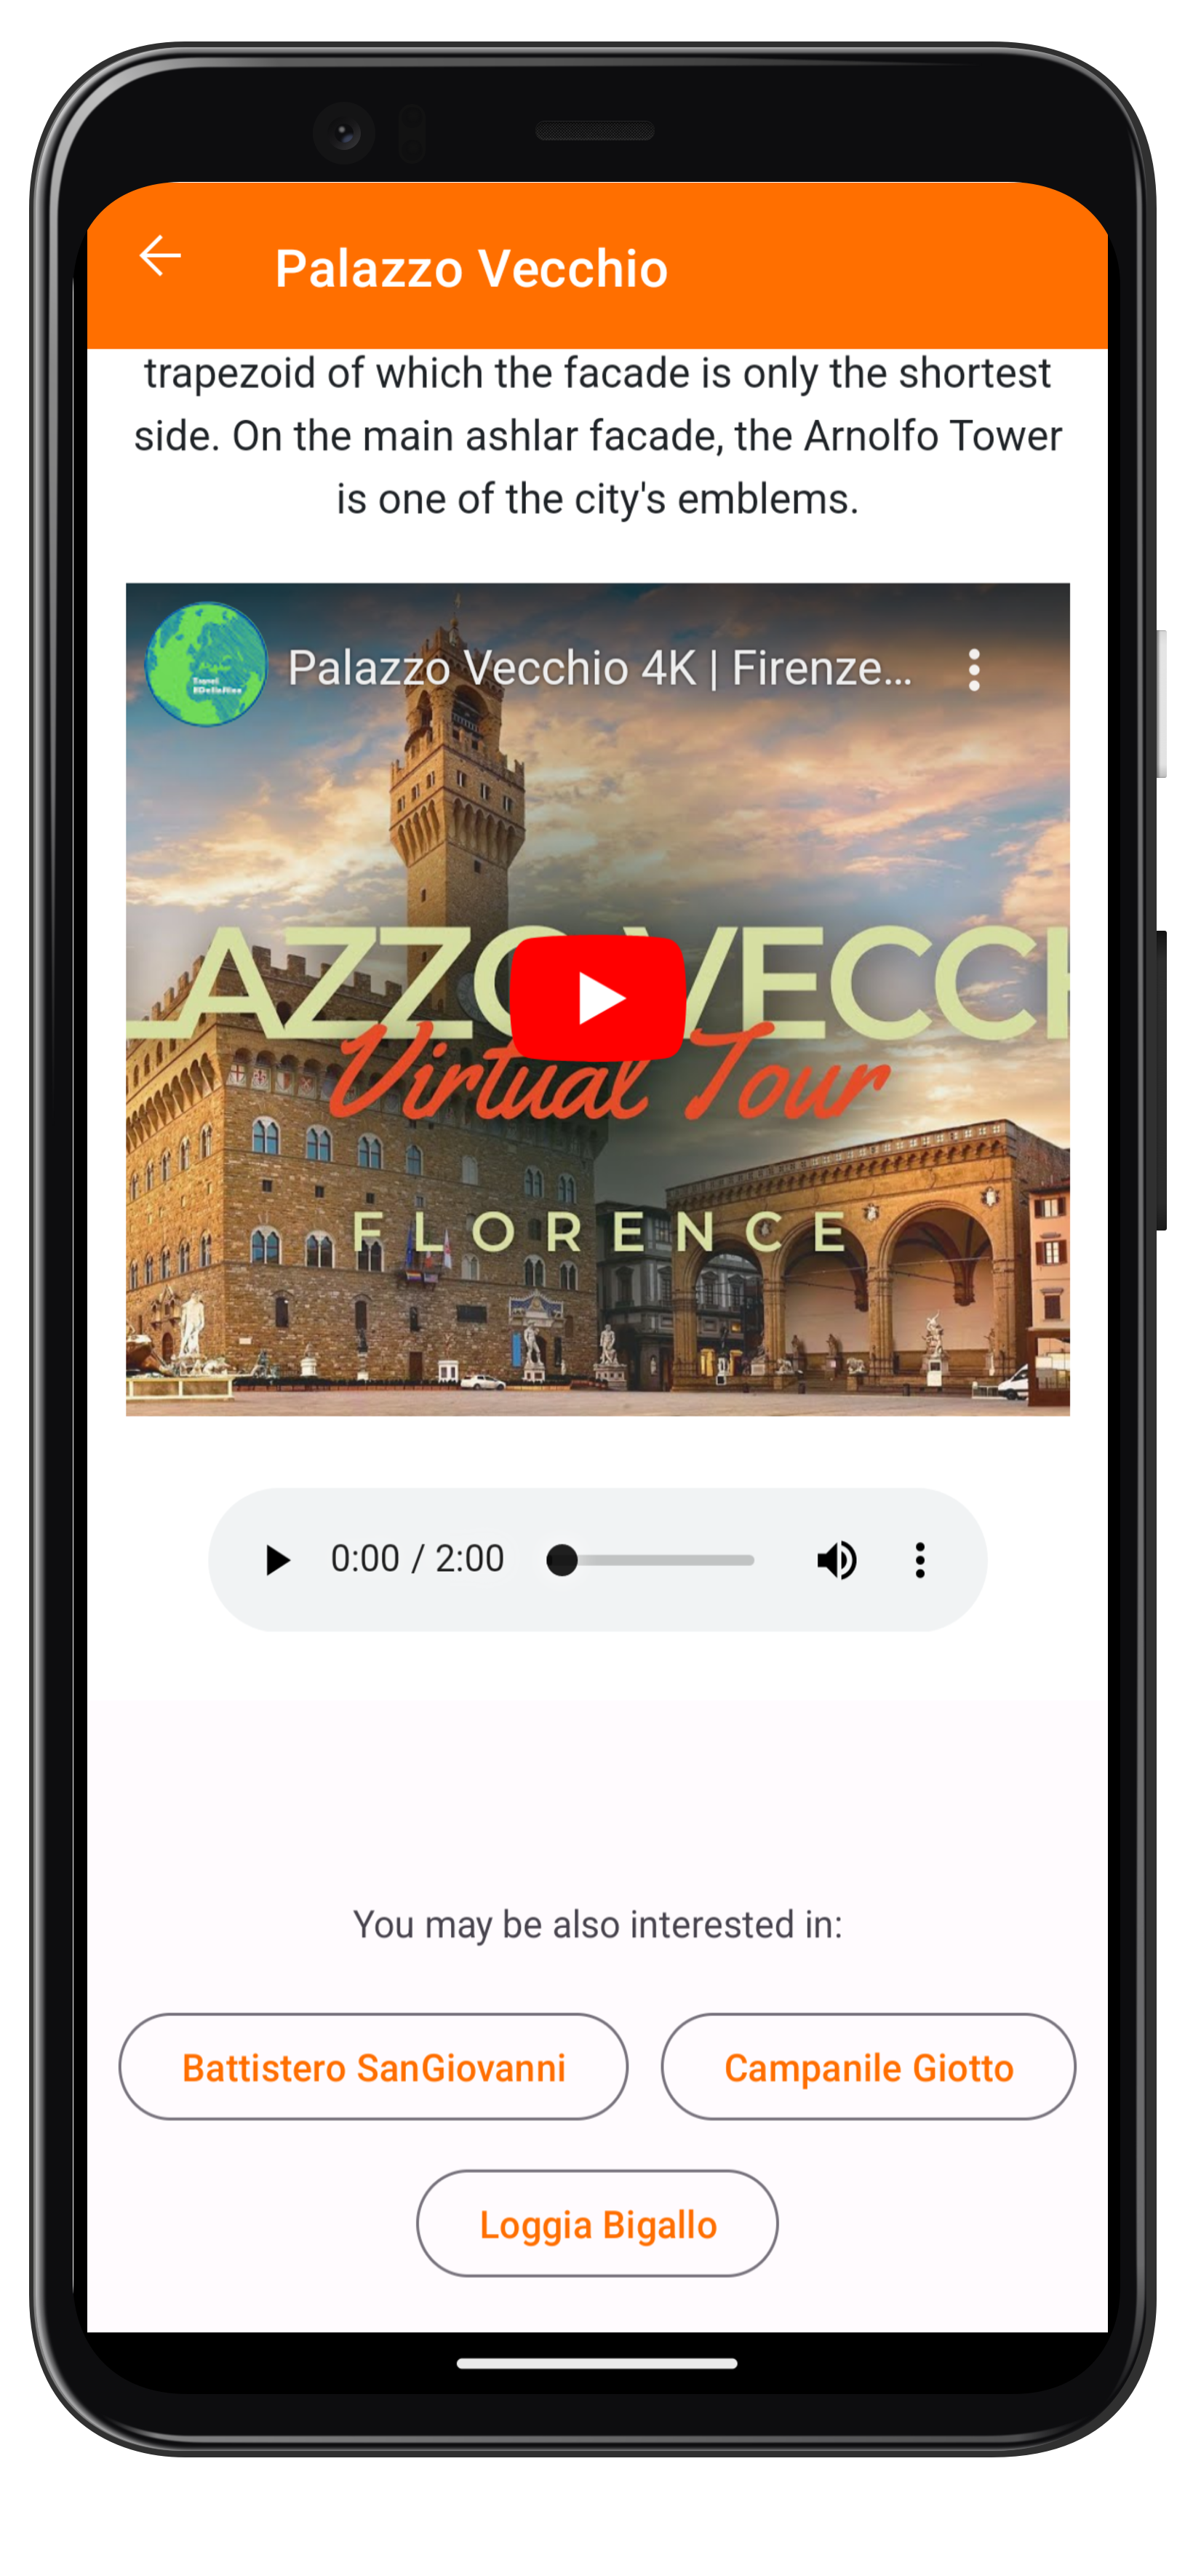 Palazzo Vecchio
trapezoid of which the facade is only the shortest
side. On the main ashlar facade, the Arnolfo Tower
is one of the city's emblems.
Palazzo Vecchio 4K | Firenze...
LAZZO VECCH
Virtual Tour
FLORENCE
0:00 / 2:00
You may be also interested in:
Battistero SanGiovanni
Campanile Giotto
Loggia Bigallo